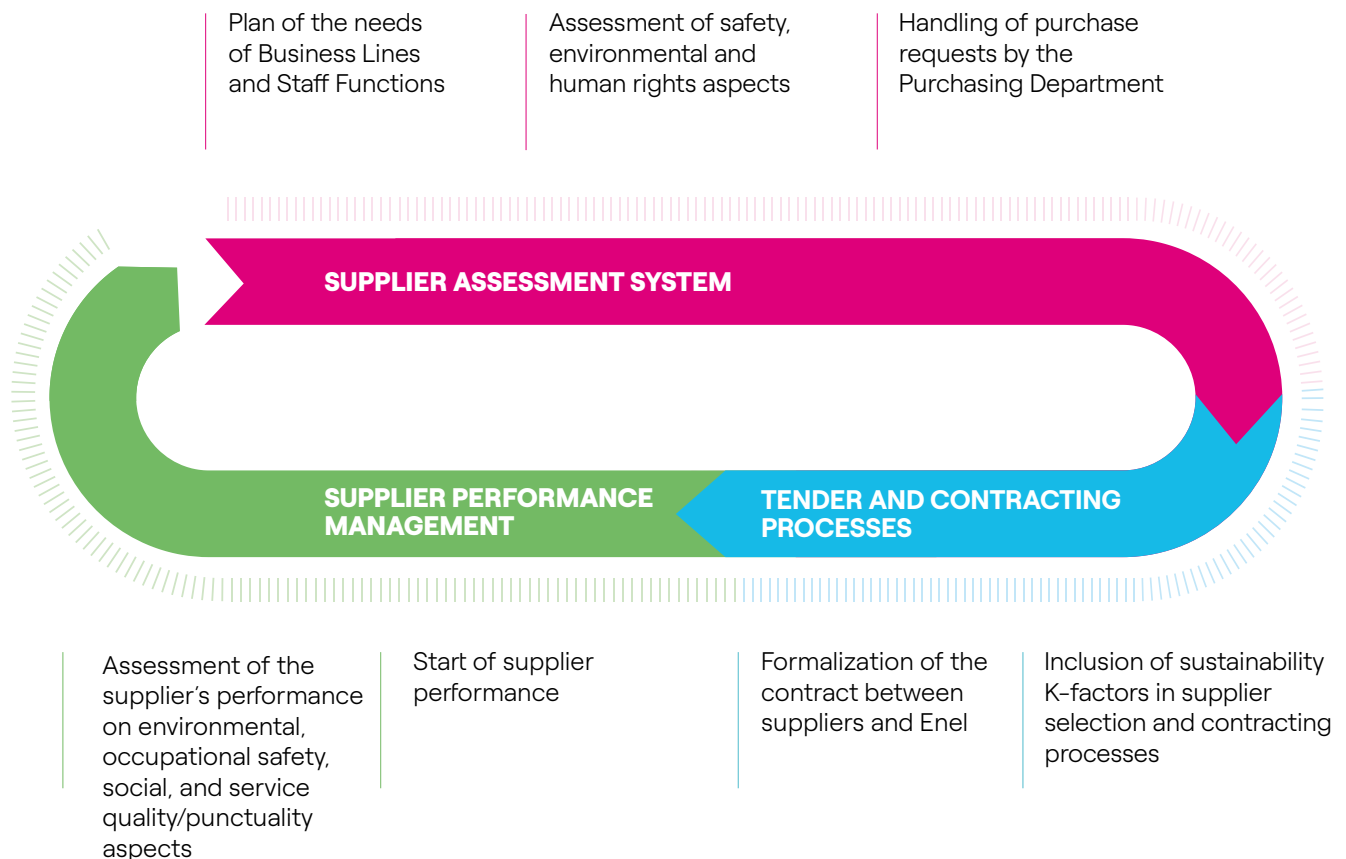 Plan of the needs
of Business Lines
and Staff Functions
Assessment of safety,
environmental and
human rights aspects
Handling of purchase
requests by the
Purchasing Department
SUPPLIER ASSESSMENT SYSTEM
SUPPLIER PERFORMANCE
MANAGEMENT
TENDER AND CONTRACTING
PROCESSES
Assessment of the
supplier’s performance
on environmental,
occupational safety,
social, and service
quality/punctuality
aspects
Start of supplier
performance
Formalization of the
contract between
suppliers and Enel
Inclusion of sustainability
K-factors in supplier
selection and contracting
processes